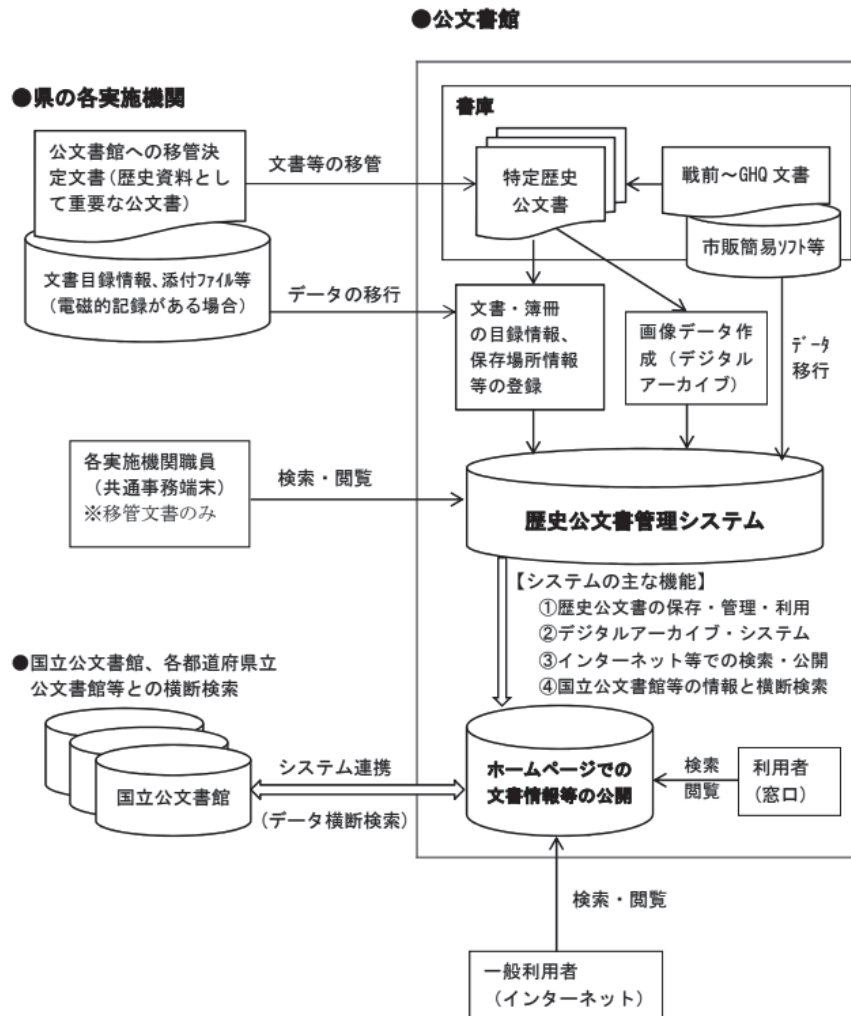 ●公文書館
●県の各実施機関
書庫
公文書館への移管決
定文書(歴史資料とし
て重要な公文書)
文書等の移管
特定歴史
公文書
戦前～GHQ 文書
市販簡易ソフト等
文書目録情報、添付ファイル等
(電磁的記録がある場合)
データの移行
文書・簿冊
の目録情報、
保存場所情報
等の登録
画像データ作
成(デジタル
アーカイブ)
データ
移行
各実施機関職員
(共通事務端末)
※移管文書のみ
検索・閲覧
歴史公文書管理システム
【システムの主な機能】
①歴史公文書の保存・管理・利用
②デジタルアーカイブ・システム
③インターネット等での検索・公開
④国立公文書館等の情報と横断検索
●国立公文書館、各都道府県立
公文書館等との横断検索
国立公文書館
システム連携
(データ横断検索)
ホームページでの
文書情報等の公開
検索
閲覧
利用者
(窓口)
検索・閲覧
一般利用者
(インターネット)